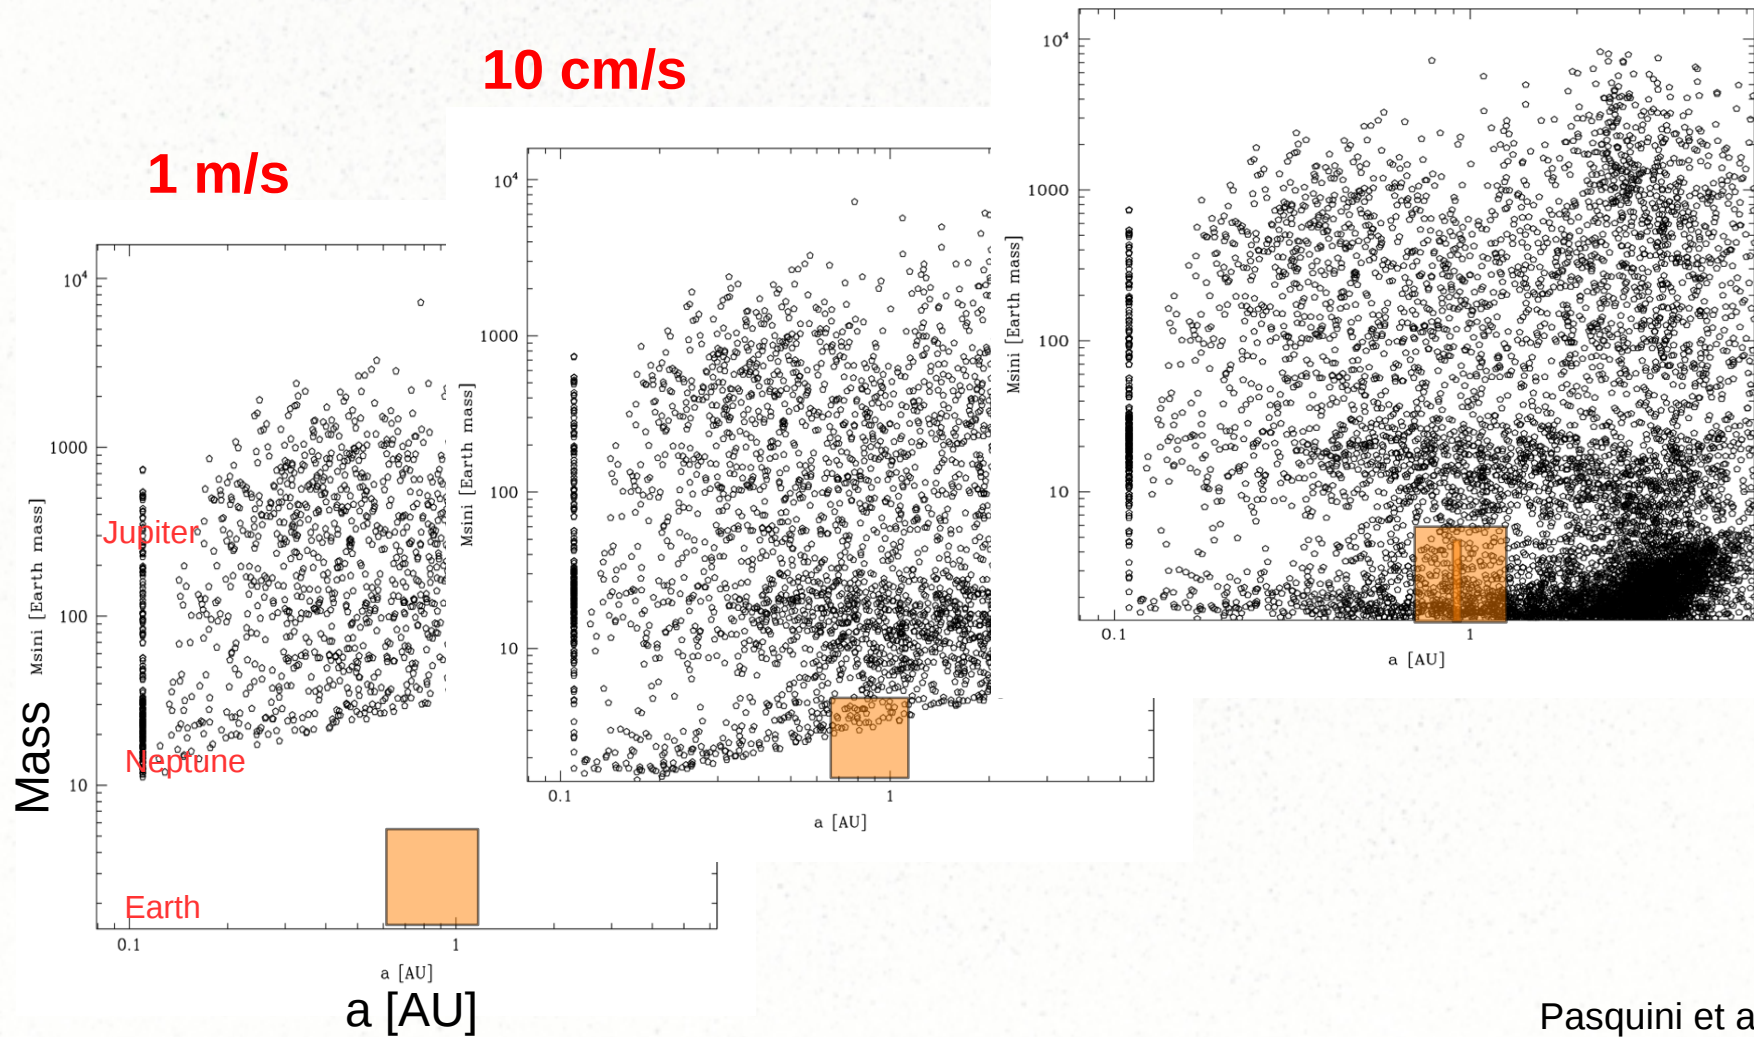 10 cm/s
1 m/s
10⁴
1000
100
10
Msini [Earth mass]
0.1
1
a [AU]
10⁴
1000
100
10
Msini [Earth mass]
0.1
1
a [AU]
10⁴
1000
100
10
Msini [Earth mass]
Mass
Jupiter
Neptune
Earth
0.1
1
a [AU]
a [AU]
Pasquini et a